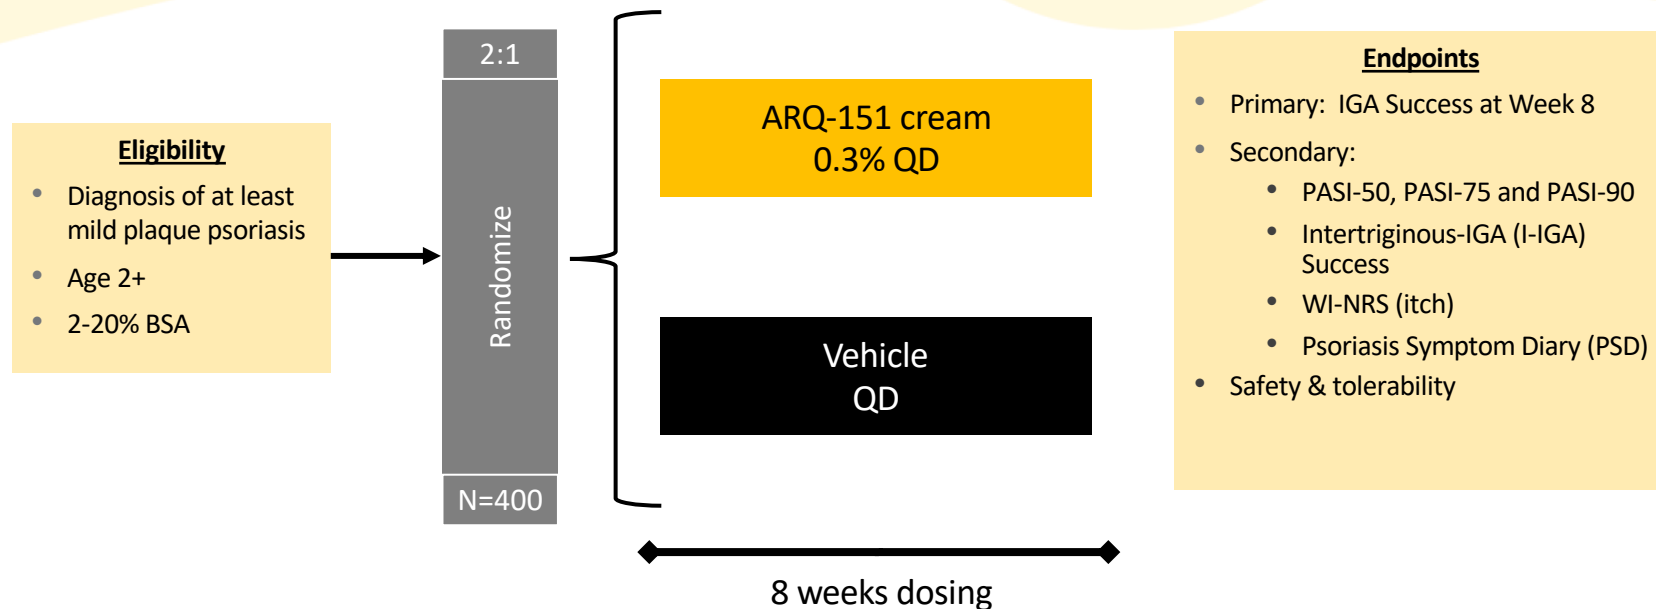 Eligibility
• Diagnosis of at least
mild plaque psoriasis
• Age 2+
• 2-20% BSA
2:1
Randomize
N=400
ARQ-151 cream
0.3% QD
Vehicle
QD
8 weeks dosing
Endpoints
• Primary: IGA Success at Week 8
• Secondary:
• PASI-50, PASI-75 and PASI-90
• Intertriginous-IGA (I-IGA)
Success
• WI-NRS (itch)
• Psoriasis Symptom Diary (PSD)
• Safety & tolerability